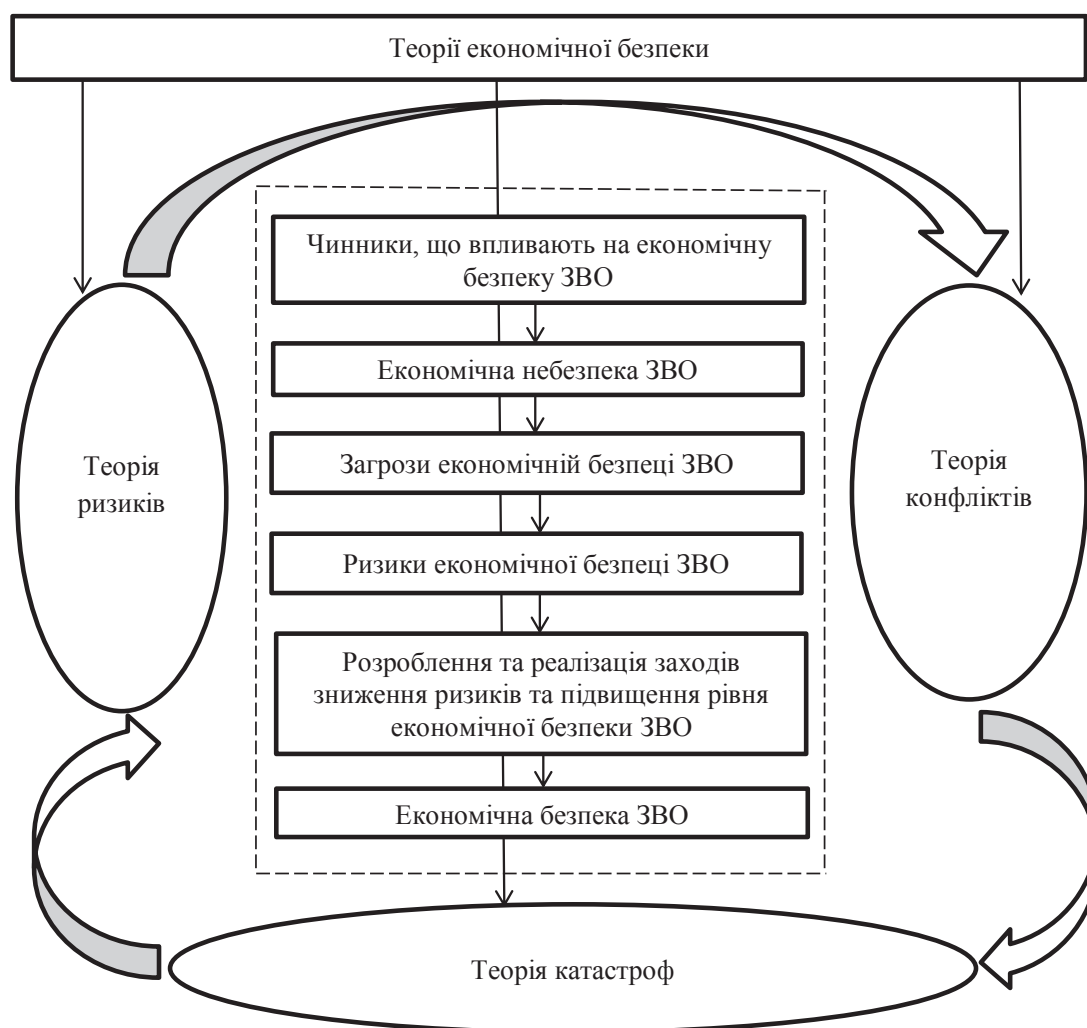 Теорії економічної безпеки
Чинники, що впливають на економічну
безпеку ЗВО
Економічна небезпека ЗВО
Загрози економічній безпеці ЗВО
Теорія
ризиків
Теорія
конфліктів
Ризики економічної безпеці ЗВО
Розроблення та реалізація заходів
зниження ризиків та підвищення рівня
економічної безпеки ЗВО
Економічна безпека ЗВО
Теорія катастроф